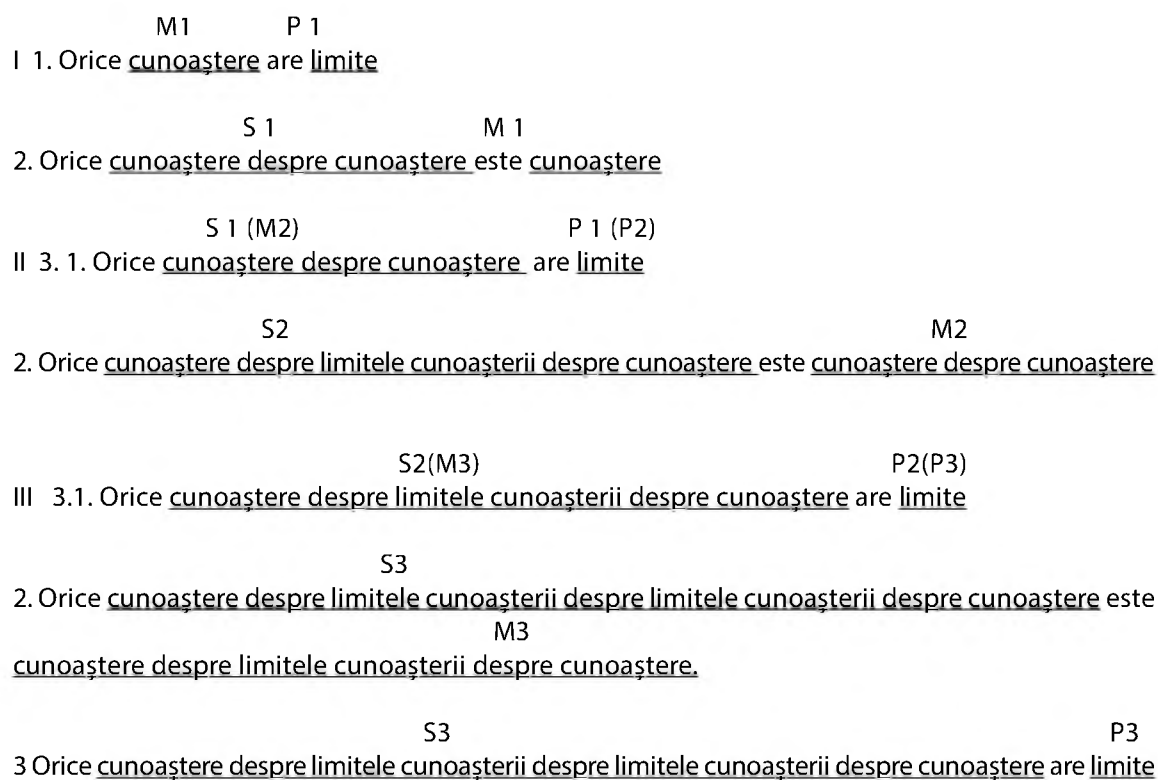 M1 P 1
I 1. Orice cunoaștere are limite
S 1 M 1
2. Orice cunoaștere despre cunoaștere este cunoaștere
S 1 (M2) P 1 (P2)
II 3. 1. Orice cunoaștere despre cunoaștere are limite
S2 M2
2. Orice cunoaștere despre limitele cunoașterii despre cunoaștere este cunoaștere despre cunoaștere
S2(M3) P2(P3)
III 3.1. Orice cunoaștere despre limitele cunoașterii despre cunoaștere are limite
S3
2. Orice cunoaștere despre limitele cunoașterii despre limitele cunoașterii despre cunoaștere este
M3
cunoaștere despre limitele cunoașterii despre cunoaștere.
S3 P3
3 Orice cunoaștere despre limitele cunoașterii despre limitele cunoașterii despre cunoaștere are limite